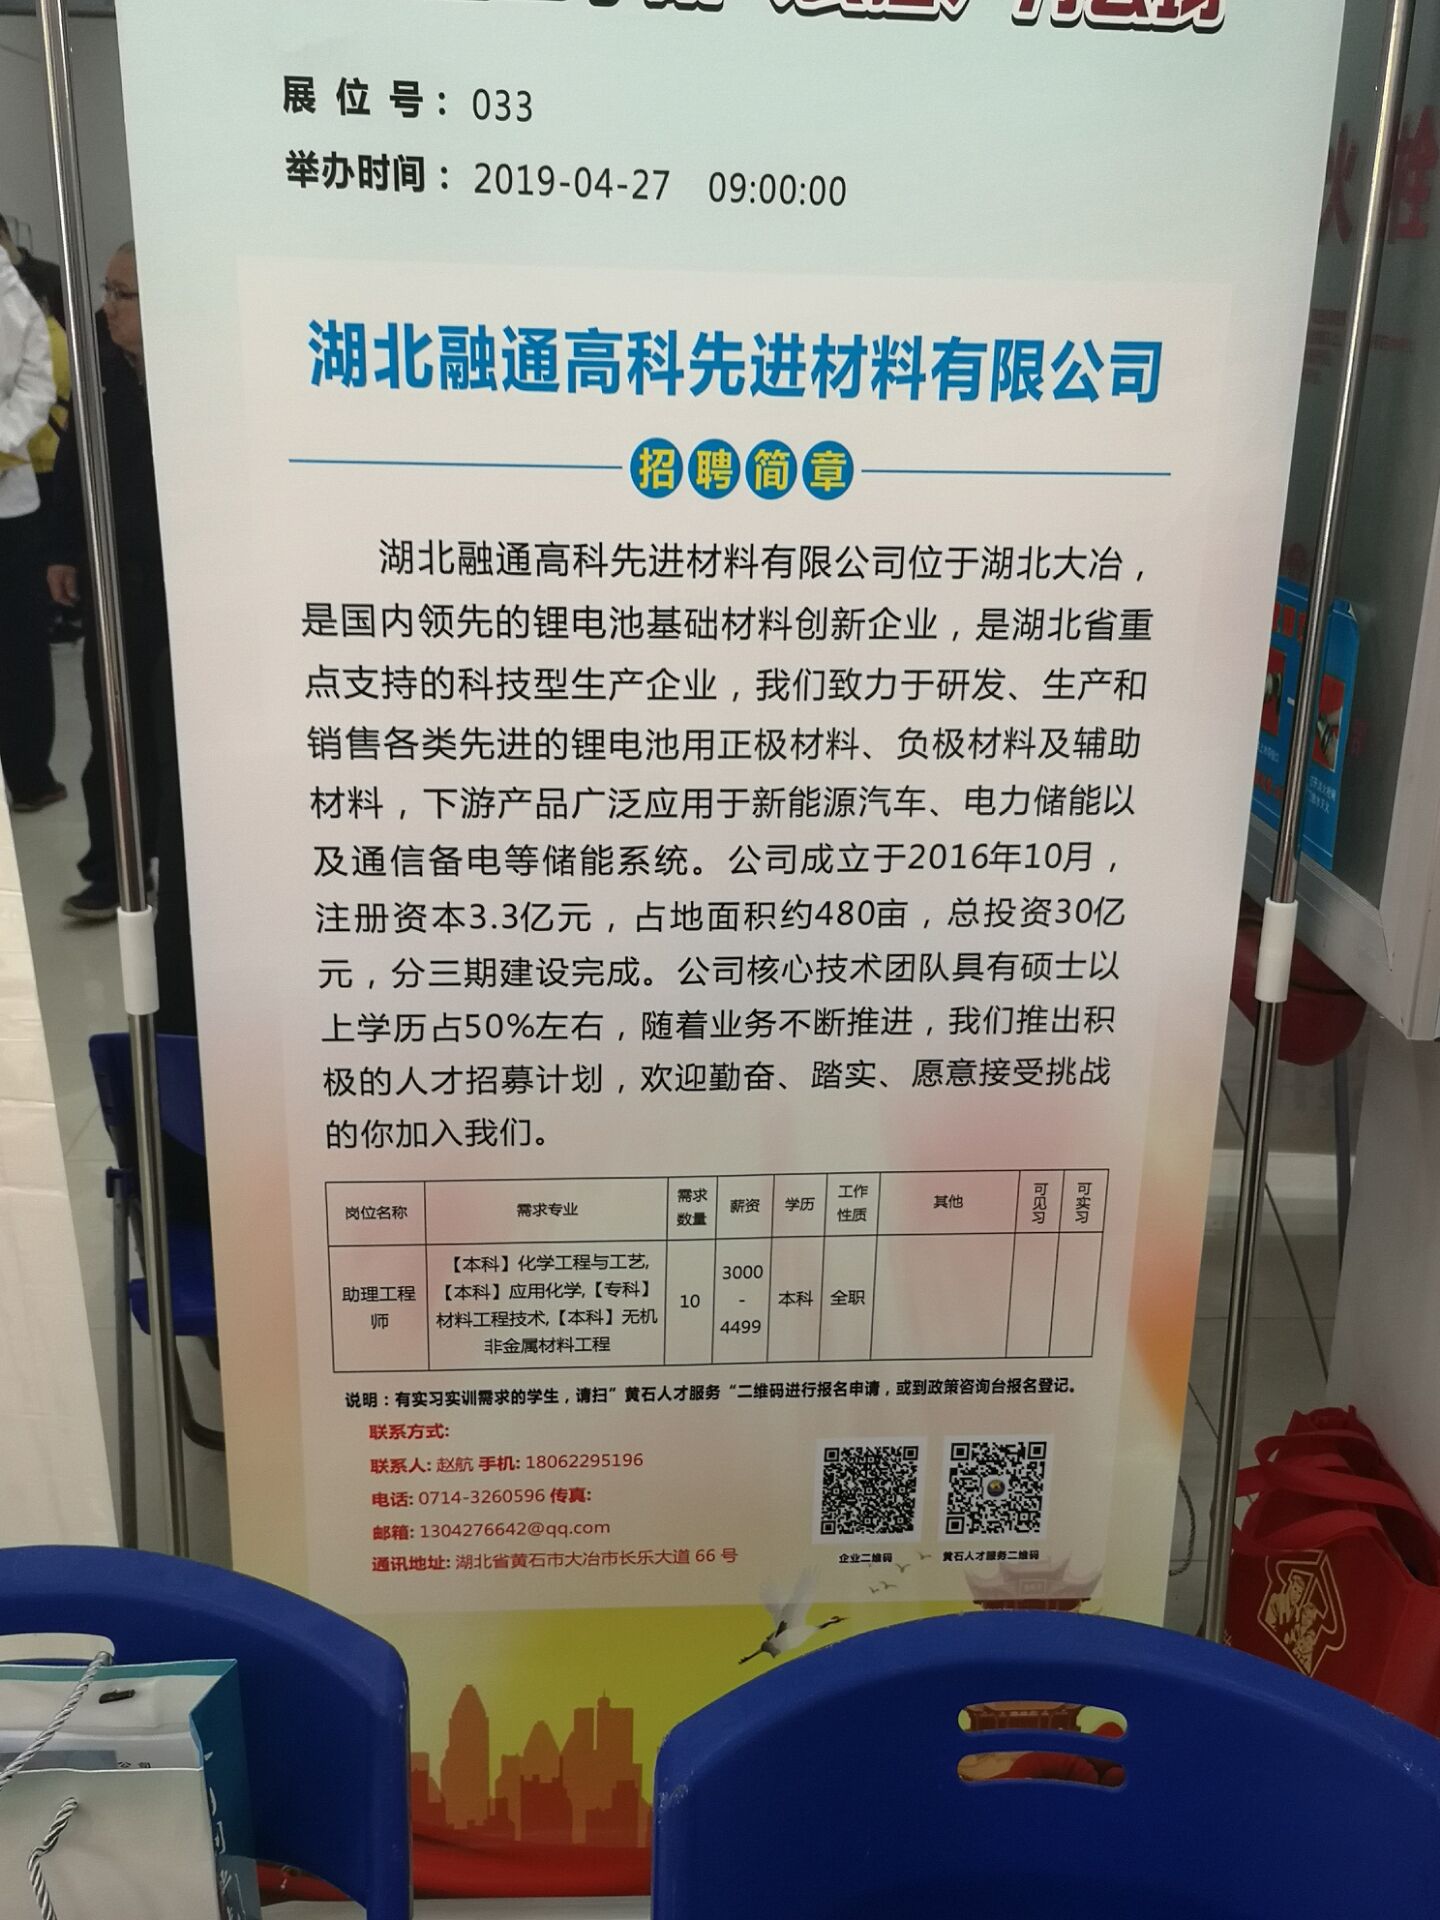 展位号：033
举办时间：2019-04-27 09:00:00
湖北融通高科先进材料有限公司
招聘简章
湖北融通高科先进材料有限公司位于湖北大冶，
是国内领先的锂电池基础材料创新企业，是湖北省重
点支持的科技型生产企业，我们致力于研发、生产和
销售各类先进的锂电池用正极材料、负极材料及辅助
材料，下游产品广泛应用于新能源汽车、电力储能以
及通信备电等储能系统。公司成立于2016年10月，
注册资本3.3亿元，占地面积约480亩，总投资30亿
元，分三期建设完成。公司核心技术团队具有硕士以
上学历占50%左右，随着业务不断推进，我们推出积
极的人才招募计划，欢迎勤奋、踏实、愿意接受挑战
的你加入我们。
岗位名称 需求专业 需求数量 薪资 学历 工作性质 其他 可见习 可实习
助理工程师 【本科】化学工程与工艺,【本科】应用化学,【专科】材料工程技术,【本科】无机非金属材料工程 10 3000-4499 本科 全职
说明：有实习实训需求的学生，请扫”黄石人才服务“二维码进行报名申请，或到政策咨询台报名登记。
联系方式:
联系人: 赵航 手机: 18062295196
电话: 0714-3260596 传真:
邮箱: 1304276642@qq.com
通讯地址: 湖北省黄石市大冶市长乐大道 66 号
企业二维码 黄石人才服务二维码
公司